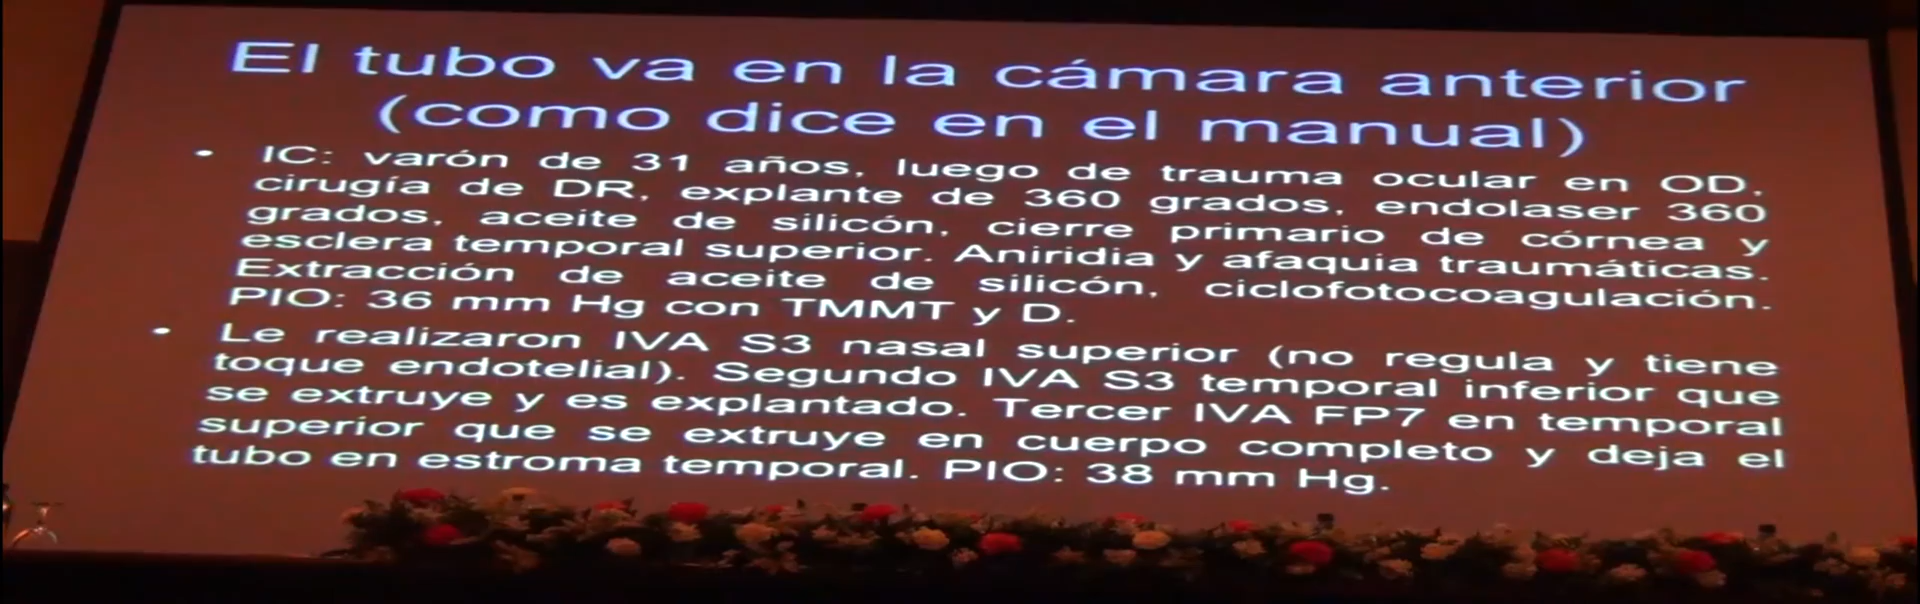 El tubo va en la cámara anterior
(como dice en el manual)
• IC: varón de 31 años, luego de trauma ocular en OD,
cirugía de DR, explante de 360 grados, endolaser 360
grados, aceite de silicón, cierre primario de córnea y
esclera temporal superior. Aniridia y afaquia traumáticas.
Extracción de aceite de silicón, ciclofotocoagulación.
PIO: 36 mm Hg con TMMT y D.
• Le realizaron IVA S3 nasal superior (no regula y tiene
toque endotelial). Segundo IVA S3 temporal inferior que
se extruye y es explantado. Tercer IVA FP7 en temporal
superior que se extruye en cuerpo completo y deja el
tubo en estroma temporal. PIO: 38 mm Hg.